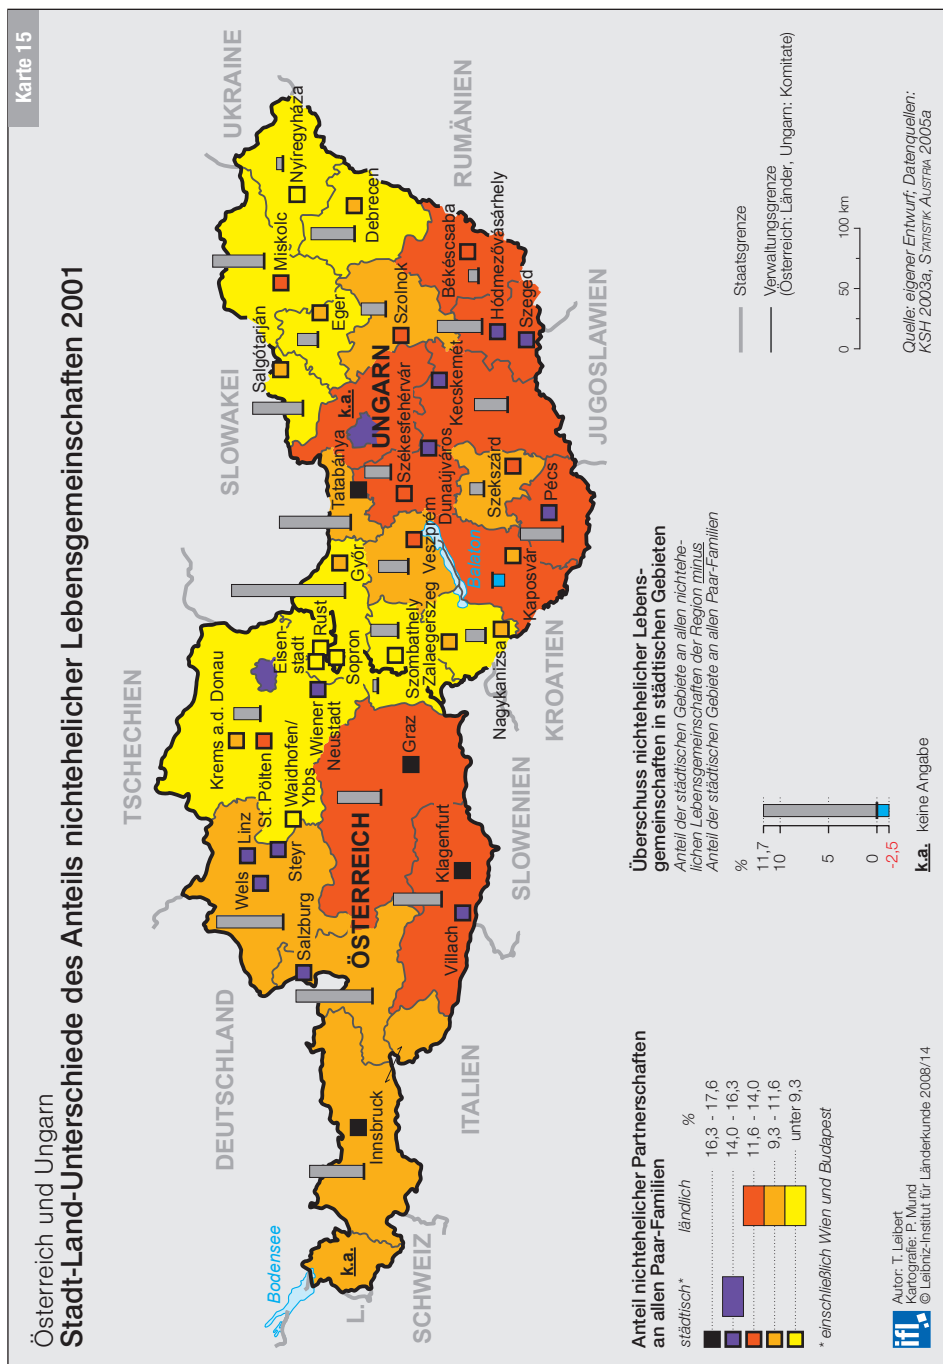 Karte 15
Österreich und Ungarn
Stadt-Land-Unterschiede des Anteils nichtehelicher Lebensgemeinschaften 2001
TSCHECHIEN
SLOWAKEI
UKRAINE
DEUTSCHLAND
RUMÄNIEN
JUGOSLAWIEN
KROATIEN
SLOWENIEN
ITALIEN
SCHWEIZ
L.
Bodensee
k.a.
Innsbruck
ÖSTERREICH
Salzburg
Wels
Linz
Steyr
Waidhofen/
Ybbs
St. Pölten
Krems a.d. Donau
Wiener
Neustadt
Eisen-
stadt
Rust
Sopron
Villach
Klagenfurt
Graz
Szombathely
Zalaegerszeg
Nagykanizsa
Győr
Veszprém
Balaton
Kaposvár
Tatabánya
k.a.
UNGARN
Székesfehérvár
Dunaújváros
Szekszárd
Pécs
Kecskemét
Salgótarján
Eger
Miskolc
Nyíregyháza
Debrecen
Szolnok
Békéscsaba
Hódmezővásárhely
Szeged
Anteil nichtehelicher Partnerschaften
an allen Paar-Familien
städtisch*
ländlich
%
16,3 - 17,6
14,0 - 16,3
11,6 - 14,0
9,3 - 11,6
unter 9,3
* einschließlich Wien und Budapest
ifl
Autor: T. Leibert
Kartografie: P. Mund
© Leibniz-Institut für Länderkunde 2008/14
Überschuss nichtehelicher Lebens-
gemeinschaften in städtischen Gebieten
Anteil der städtischen Gebiete an allen nichtehe-
lichen Lebensgemeinschaften der Region minus
Anteil der städtischen Gebiete an allen Paar-Familien
%
11,7
10
5
0
-2,5
k.a. keine Angabe
Staatsgrenze
Verwaltungsgrenze
(Österreich: Länder, Ungarn: Komitate)
0 50 100 km
Quelle: eigener Entwurf; Datenquellen:
KSH 2003a, STATISTIK AUSTRIA 2005a